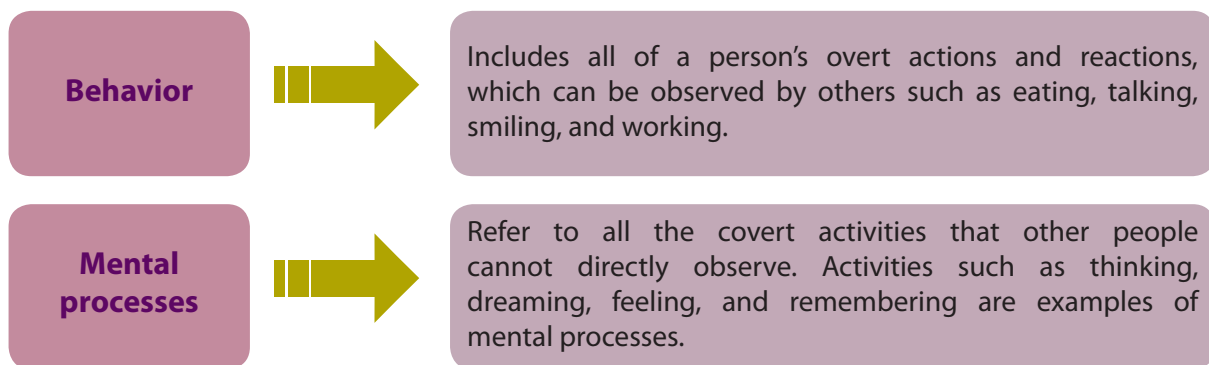 Behavior
Includes all of a person’s overt actions and reactions,
which can be observed by others such as eating, talking,
smiling, and working.
Mental
processes
Refer to all the covert activities that other people
cannot directly observe. Activities such as thinking,
dreaming, feeling, and remembering are examples of
mental processes.